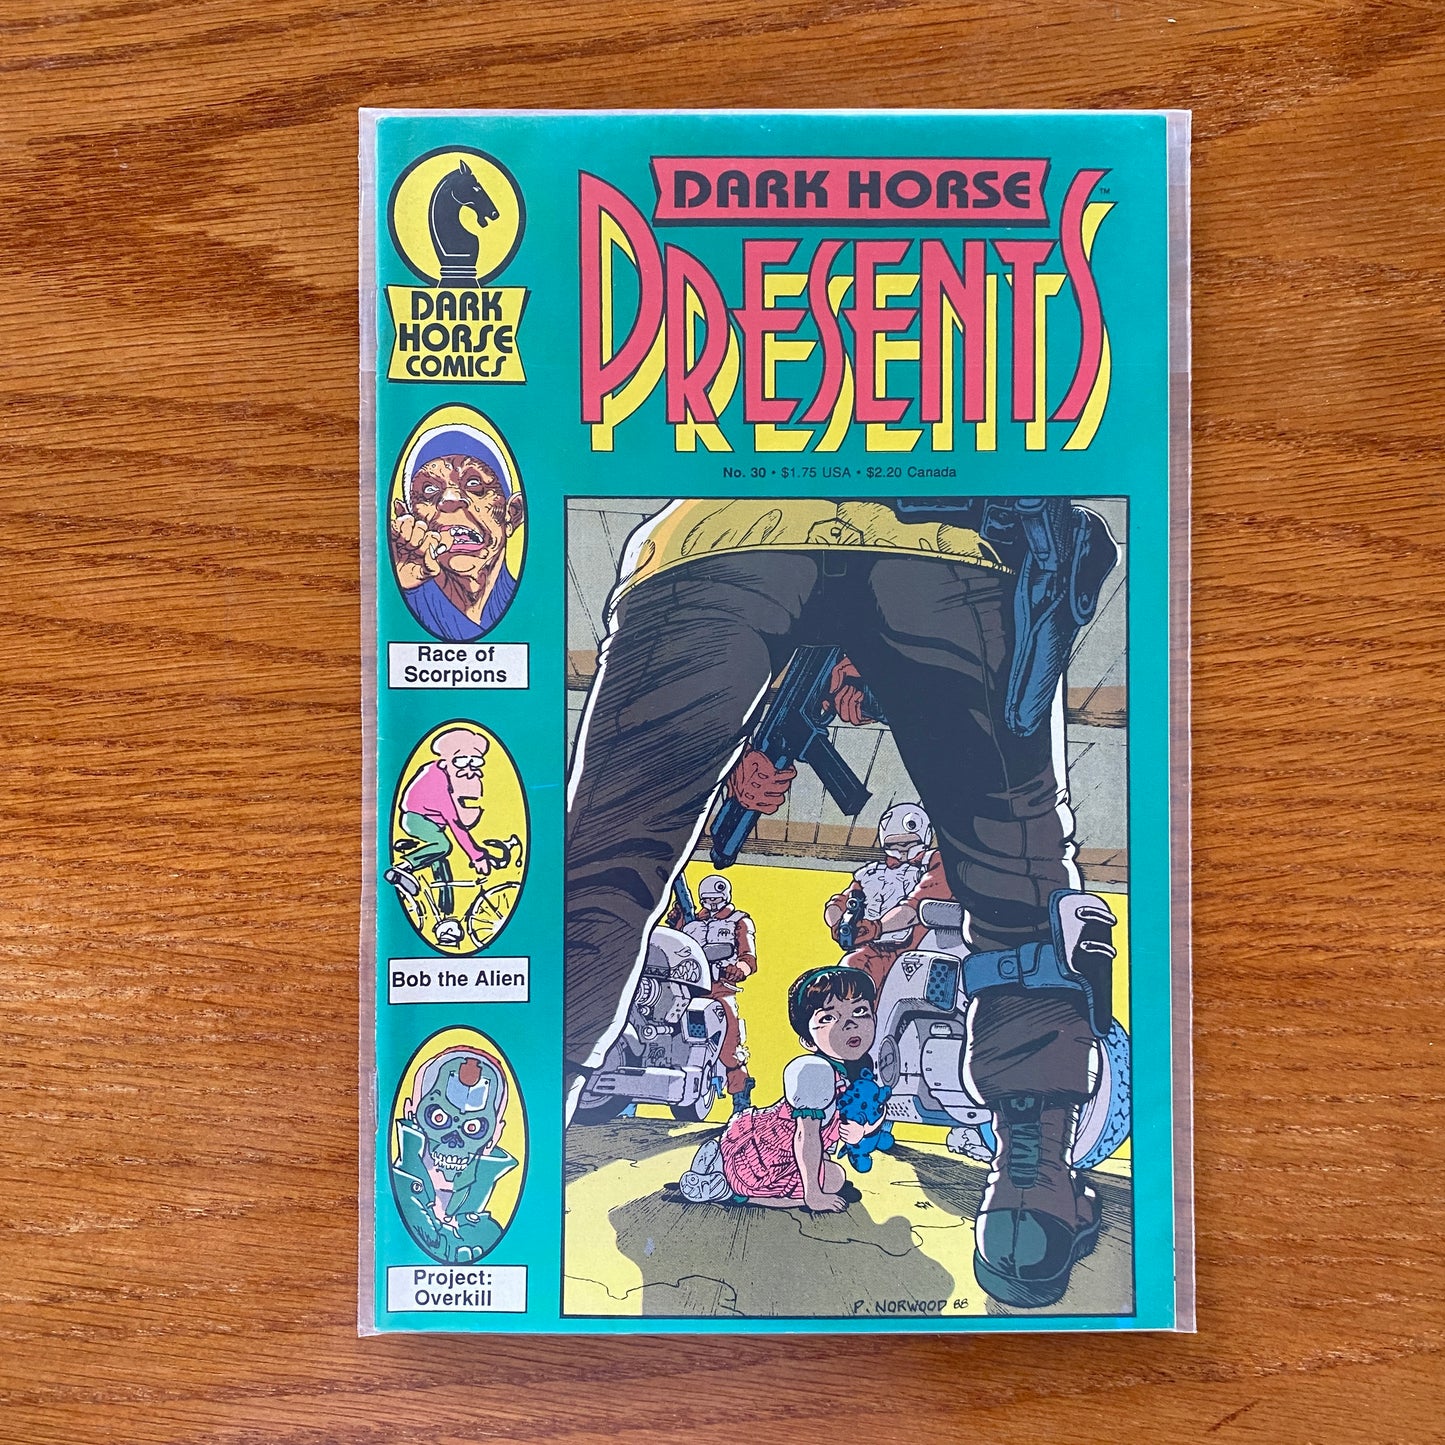 DARK HORSE
PRESENTS™
No. 30 • $1.75 USA • $2.20 Canada
DARK
HORSE
COMICS
Race of
Scorpions
Bob the Alien
Project:
Overkill
P. NORWOOD 88